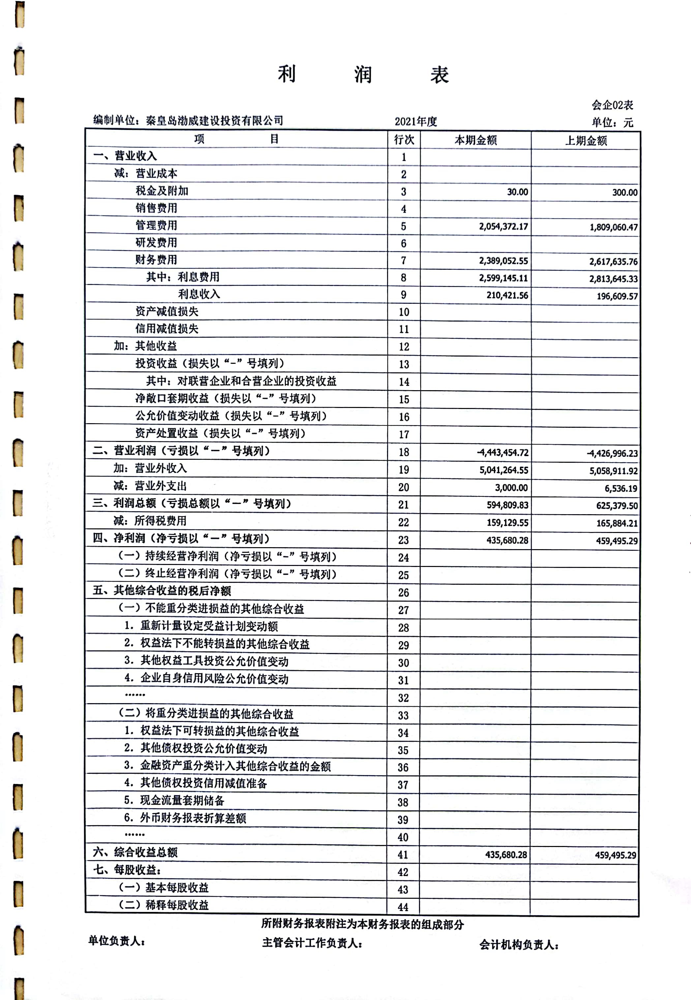 利 润 表
会企02表
编制单位：秦皇岛渤威建设投资有限公司 2021年度 单位：元
项 目 行次 本期金额 上期金额
一、营业收入 1
减：营业成本 2
税金及附加 3 30.00 300.00
销售费用 4
管理费用 5 2,054,372.17 1,809,060.47
研发费用 6
财务费用 7 2,389,052.55 2,617,635.76
其中：利息费用 8 2,599,145.11 2,813,645.33
利息收入 9 210,421.56 196,609.57
资产减值损失 10
信用减值损失 11
加：其他收益 12
投资收益（损失以“-”号填列） 13
其中：对联营企业和合营企业的投资收益 14
净敞口套期收益（损失以“-”号填列） 15
公允价值变动收益（损失以“-”号填列） 16
资产处置收益（损失以“-”号填列） 17
二、营业利润（亏损以“－”号填列） 18 -4,443,454.72 -4,426,996.23
加：营业外收入 19 5,041,264.55 5,058,911.92
减：营业外支出 20 3,000.00 6,536.19
三、利润总额（亏损总额以“－”号填列） 21 594,809.83 625,379.50
减：所得税费用 22 159,129.55 165,884.21
四、净利润（净亏损以“－”号填列） 23 435,680.28 459,495.29
（一）持续经营净利润（净亏损以“-”号填列） 24
（二）终止经营净利润（净亏损以“-”号填列） 25
五、其他综合收益的税后净额 26
（一）不能重分类进损益的其他综合收益 27
1. 重新计量设定受益计划变动额 28
2. 权益法下不能转损益的其他综合收益 29
3. 其他权益工具投资公允价值变动 30
4. 企业自身信用风险公允价值变动 31
…… 32
（二）将重分类进损益的其他综合收益 33
1. 权益法下可转损益的其他综合收益 34
2. 其他债权投资公允价值变动 35
3. 金融资产重分类计入其他综合收益的金额 36
4. 其他债权投资信用减值准备 37
5. 现金流量套期储备 38
6. 外币财务报表折算差额 39
…… 40
六、综合收益总额 41 435,680.28 459,495.29
七、每股收益： 42
（一）基本每股收益 43
（二）稀释每股收益 44
所附财务报表附注为本财务报表的组成部分
单位负责人： 主管会计工作负责人： 会计机构负责人：